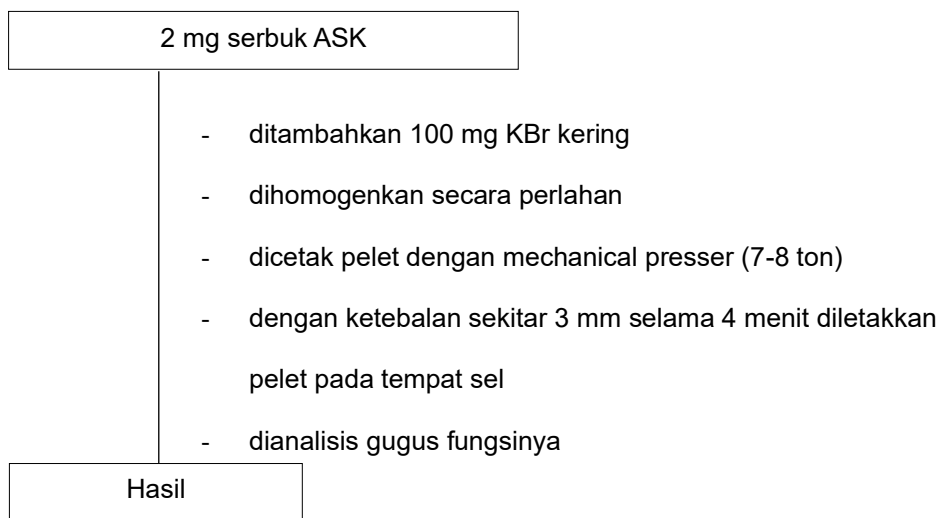 2 mg serbuk ASK
- ditambahkan 100 mg KBr kering
- dihomogenkan secara perlahan
- dicetak pelet dengan mechanical presser (7-8 ton)
- dengan ketebalan sekitar 3 mm selama 4 menit diletakkan
pelet pada tempat sel
- dianalisis gugus fungsinya
Hasil